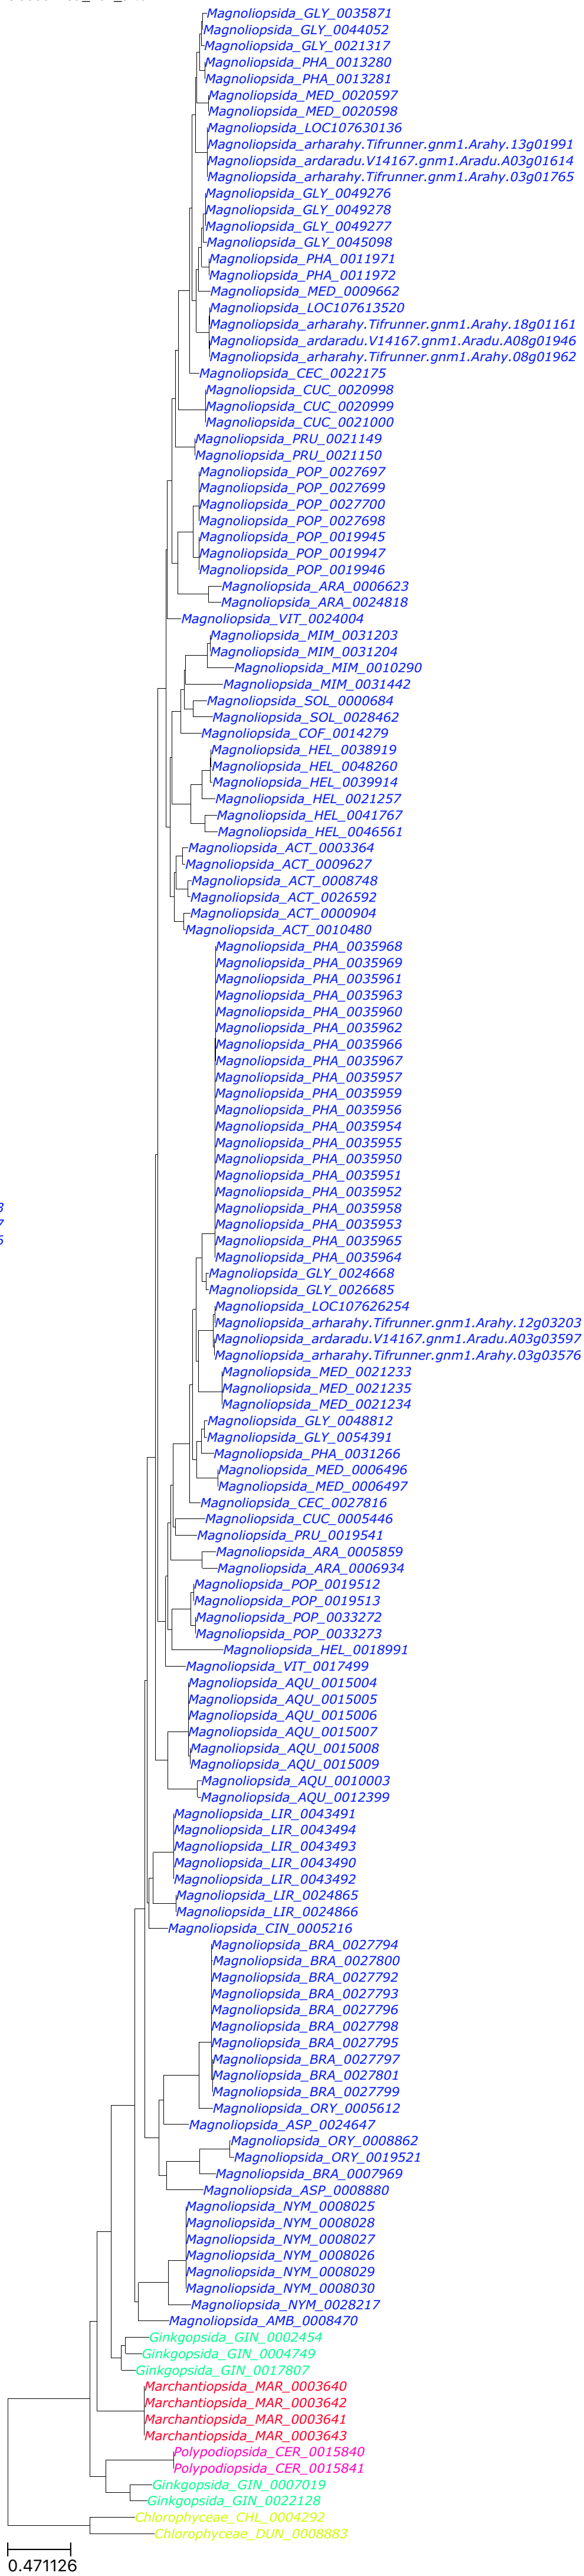 Magnoliopsida_GLY_0035871
Magnoliopsida_GLY_0044052
Magnoliopsida_GLY_0021317
Magnoliopsida_PHA_0013280
Magnoliopsida_PHA_0013281
Magnoliopsida_MED_0020597
Magnoliopsida_MED_0020598
Magnoliopsida_LOC107630136
Magnoliopsida_arharahy.Tifrunner.gnm1.Arahy.13g01991
Magnoliopsida_ardaradu.V14167.gnm1.Aradu.A03g01614
Magnoliopsida_arharahy.Tifrunner.gnm1.Arahy.03g01765
Magnoliopsida_GLY_0049276
Magnoliopsida_GLY_0049278
Magnoliopsida_GLY_0049277
Magnoliopsida_GLY_0045098
Magnoliopsida_PHA_0011971
Magnoliopsida_PHA_0011972
Magnoliopsida_MED_0009662
Magnoliopsida_LOC107613520
Magnoliopsida_arharahy.Tifrunner.gnm1.Arahy.18g01161
Magnoliopsida_ardaradu.V14167.gnm1.Aradu.A08g01946
Magnoliopsida_arharahy.Tifrunner.gnm1.Arahy.08g01962
Magnoliopsida_CEC_0022175
Magnoliopsida_CUC_0020998
Magnoliopsida_CUC_0020999
Magnoliopsida_CUC_0021000
Magnoliopsida_PRU_0021149
Magnoliopsida_PRU_0021150
Magnoliopsida_POP_0027697
Magnoliopsida_POP_0027699
Magnoliopsida_POP_0027700
Magnoliopsida_POP_0027698
Magnoliopsida_POP_0019945
Magnoliopsida_POP_0019947
Magnoliopsida_POP_0019946
Magnoliopsida_ARA_0006623
Magnoliopsida_ARA_0024818
Magnoliopsida_VIT_0024004
Magnoliopsida_MIM_0031203
Magnoliopsida_MIM_0031204
Magnoliopsida_MIM_0010290
Magnoliopsida_MIM_0031442
Magnoliopsida_SOL_0000684
Magnoliopsida_SOL_0028462
Magnoliopsida_COF_0014279
Magnoliopsida_HEL_0038919
Magnoliopsida_HEL_0048260
Magnoliopsida_HEL_0039914
Magnoliopsida_HEL_0021257
Magnoliopsida_HEL_0041767
Magnoliopsida_HEL_0046561
Magnoliopsida_ACT_0003364
Magnoliopsida_ACT_0009627
Magnoliopsida_ACT_0008748
Magnoliopsida_ACT_0026592
Magnoliopsida_ACT_0000904
Magnoliopsida_ACT_0010480
Magnoliopsida_PHA_0035968
Magnoliopsida_PHA_0035969
Magnoliopsida_PHA_0035961
Magnoliopsida_PHA_0035963
Magnoliopsida_PHA_0035960
Magnoliopsida_PHA_0035962
Magnoliopsida_PHA_0035966
Magnoliopsida_PHA_0035967
Magnoliopsida_PHA_0035957
Magnoliopsida_PHA_0035959
Magnoliopsida_PHA_0035956
Magnoliopsida_PHA_0035954
Magnoliopsida_PHA_0035955
Magnoliopsida_PHA_0035950
Magnoliopsida_PHA_0035951
Magnoliopsida_PHA_0035952
Magnoliopsida_PHA_0035958
Magnoliopsida_PHA_0035953
Magnoliopsida_PHA_0035965
Magnoliopsida_PHA_0035964
Magnoliopsida_GLY_0024668
Magnoliopsida_GLY_0026685
Magnoliopsida_LOC107626254
Magnoliopsida_arharahy.Tifrunner.gnm1.Arahy.12g03203
Magnoliopsida_ardaradu.V14167.gnm1.Aradu.A03g03597
Magnoliopsida_arharahy.Tifrunner.gnm1.Arahy.03g03576
Magnoliopsida_MED_0021233
Magnoliopsida_MED_0021235
Magnoliopsida_MED_0021234
Magnoliopsida_GLY_0048812
Magnoliopsida_GLY_0054391
Magnoliopsida_PHA_0031266
Magnoliopsida_MED_0006496
Magnoliopsida_MED_0006497
Magnoliopsida_CEC_0027816
Magnoliopsida_CUC_0005446
Magnoliopsida_PRU_0019541
Magnoliopsida_ARA_0005859
Magnoliopsida_ARA_0006934
Magnoliopsida_POP_0019512
Magnoliopsida_POP_0019513
Magnoliopsida_POP_0033272
Magnoliopsida_POP_0033273
Magnoliopsida_HEL_0018991
Magnoliopsida_VIT_0017499
Magnoliopsida_AQU_0015004
Magnoliopsida_AQU_0015005
Magnoliopsida_AQU_0015006
Magnoliopsida_AQU_0015007
Magnoliopsida_AQU_0015008
Magnoliopsida_AQU_0015009
Magnoliopsida_AQU_0010003
Magnoliopsida_AQU_0012399
Magnoliopsida_LIR_0043491
Magnoliopsida_LIR_0043494
Magnoliopsida_LIR_0043493
Magnoliopsida_LIR_0043490
Magnoliopsida_LIR_0043492
Magnoliopsida_LIR_0024865
Magnoliopsida_LIR_0024866
Magnoliopsida_CIN_0005216
Magnoliopsida_BRA_0027794
Magnoliopsida_BRA_0027800
Magnoliopsida_BRA_0027792
Magnoliopsida_BRA_0027793
Magnoliopsida_BRA_0027796
Magnoliopsida_BRA_0027798
Magnoliopsida_BRA_0027795
Magnoliopsida_BRA_0027797
Magnoliopsida_BRA_0027801
Magnoliopsida_BRA_0027799
Magnoliopsida_ORY_0005612
Magnoliopsida_ASP_0024647
Magnoliopsida_ORY_0008862
Magnoliopsida_ORY_0019521
Magnoliopsida_BRA_0007969
Magnoliopsida_ASP_0008880
Magnoliopsida_NYM_0008025
Magnoliopsida_NYM_0008028
Magnoliopsida_NYM_0008027
Magnoliopsida_NYM_0008026
Magnoliopsida_NYM_0008029
Magnoliopsida_NYM_0008030
Magnoliopsida_NYM_0028217
Magnoliopsida_AMB_0008470
Ginkgopsida_GIN_0002454
Ginkgopsida_GIN_0004749
Ginkgopsida_GIN_0017807
Marchantiopsida_MAR_0003640
Marchantiopsida_MAR_0003642
Marchantiopsida_MAR_0003641
Marchantiopsida_MAR_0003643
Polypodiopsida_CER_0015840
Polypodiopsida_CER_0015841
Ginkgopsida_GIN_0007019
Ginkgopsida_GIN_0022128
Chlorophyceae_CHL_0004292
Chlorophyceae_DUN_0008883
0.471126